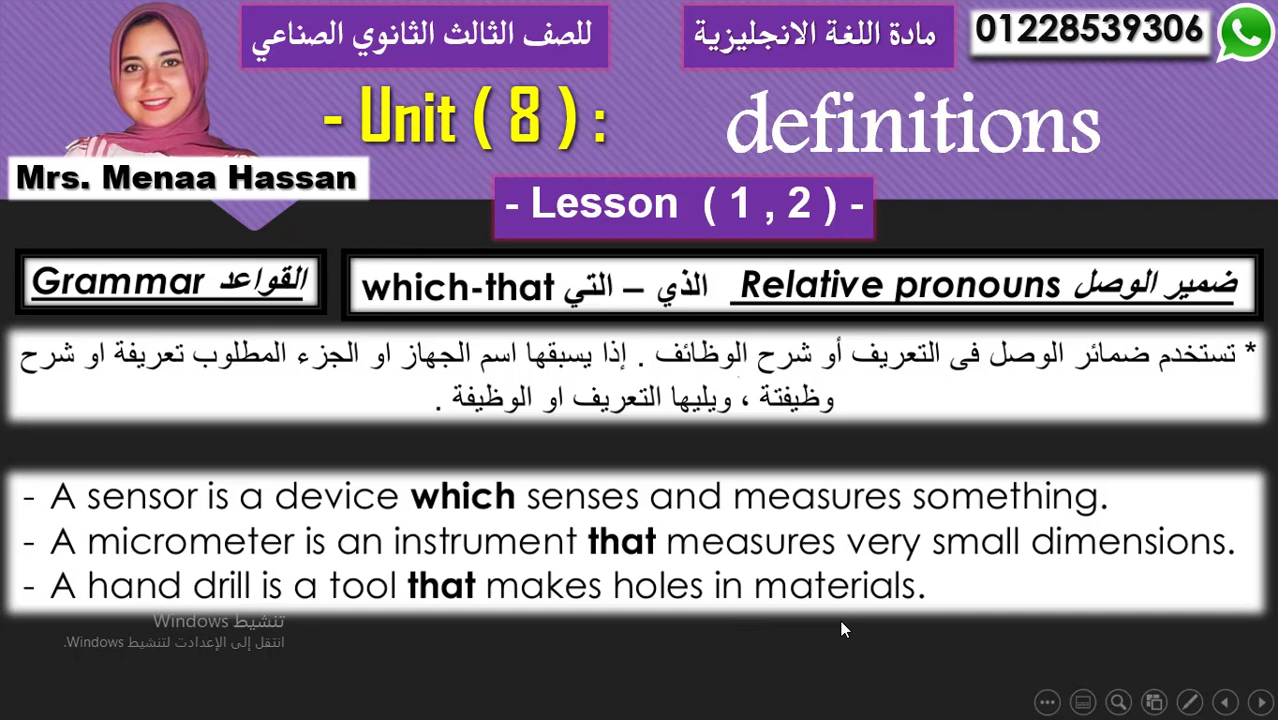 للصف الثالث الثانوي الصناعي
مادة اللغة الانجليزية
01228539306
- Unit ( 8 ) :
definitions
Mrs. Menaa Hassan
- Lesson ( 1 , 2 ) -
Grammar القواعد
ضمير الوصل Relative pronouns الذي – التي which-that
* تستخدم ضمائر الوصل فى التعريف أو شرح الوظائف . إذا يسبقها اسم الجهاز او الجزء المطلوب تعريفة او شرح
وظيفتة ، ويليها التعريف او الوظيفة .
- A sensor is a device which senses and measures something.
- A micrometer is an instrument that measures very small dimensions.
- A hand drill is a tool that makes holes in materials.
تنشيط Windows
انتقل إلى الإعدادات لتنشيط Windows.